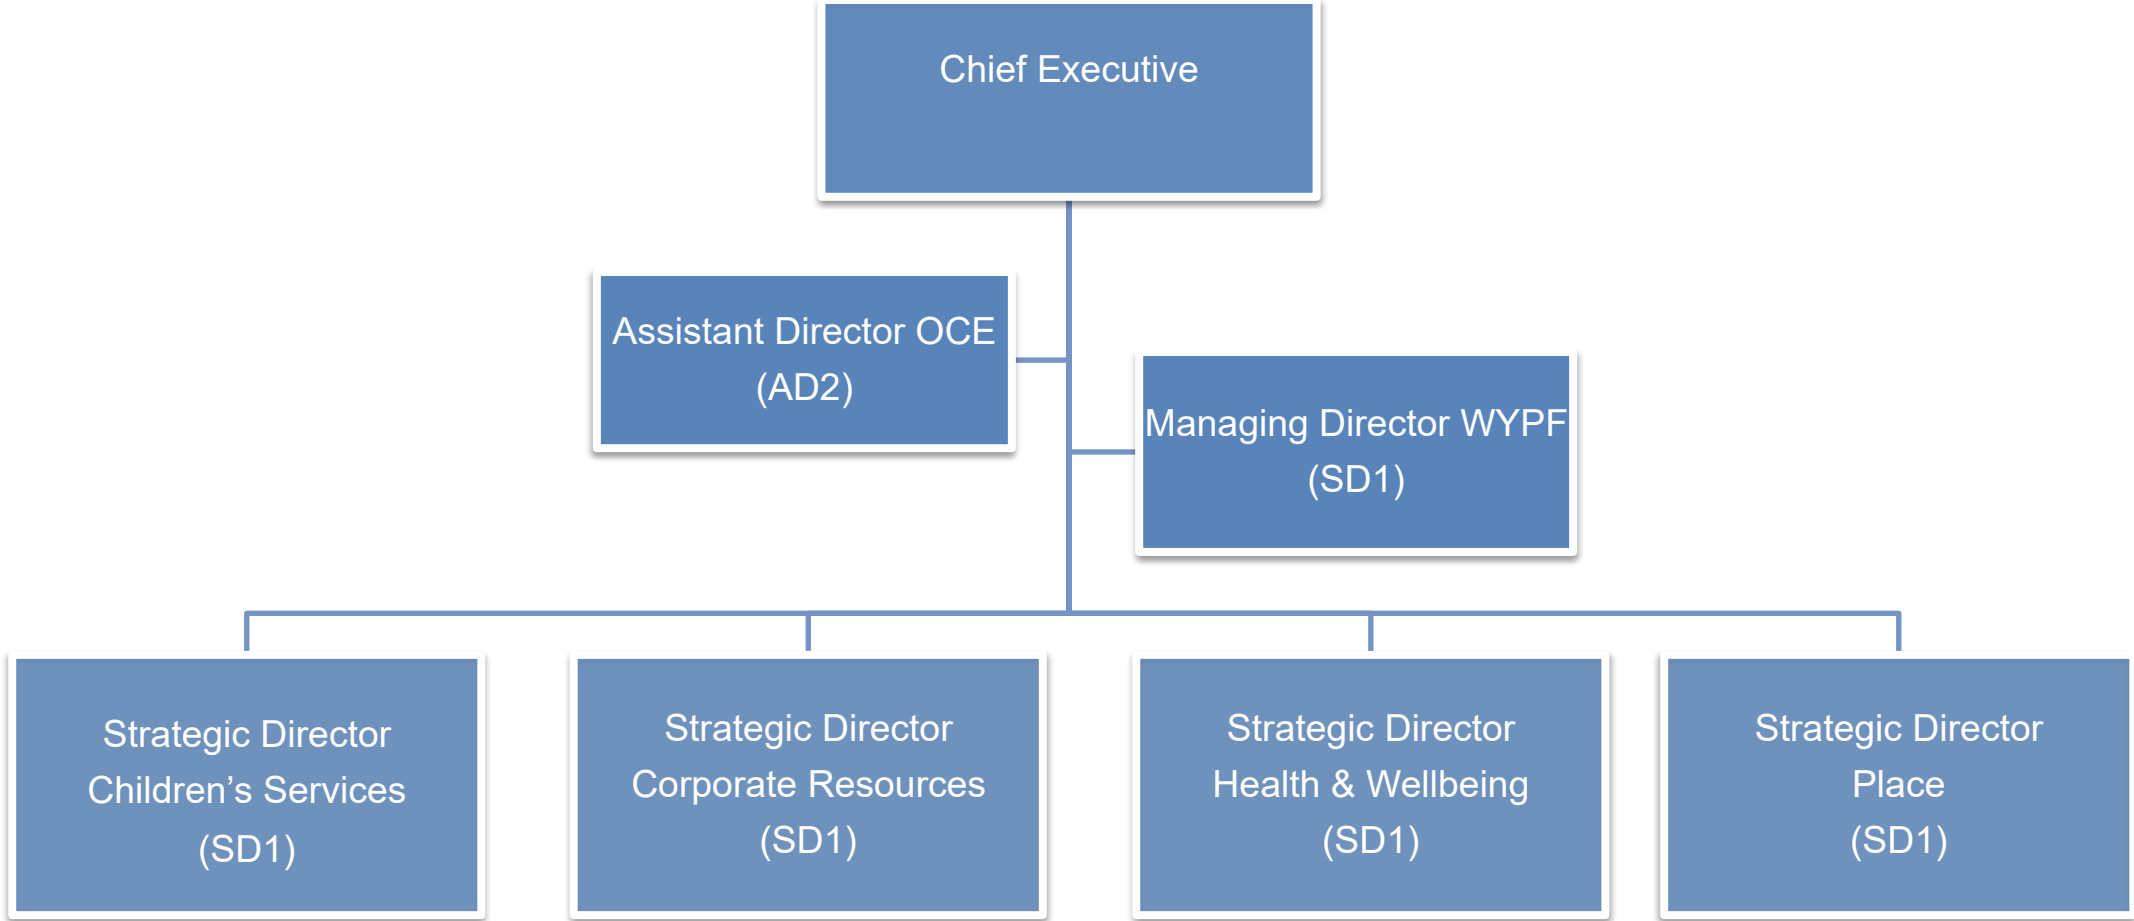 Chief Executive
Assistant Director OCE
(AD2)
Managing Director WYPF
(SD1)
Strategic Director
Children’s Services
(SD1)
Strategic Director
Corporate Resources
(SD1)
Strategic Director
Health & Wellbeing
(SD1)
Strategic Director
Place
(SD1)